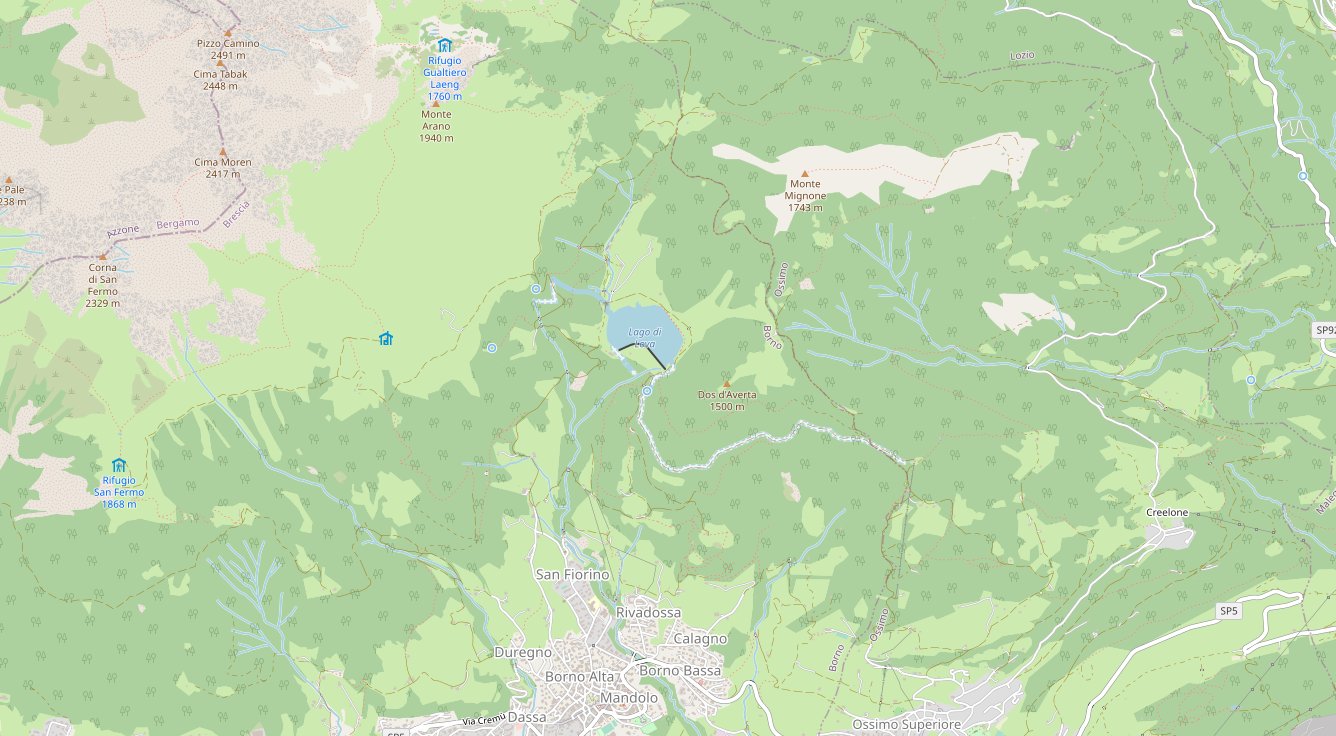 Pizzo Camino
2491 m
Cima Tabak
2448 m
Rifugio
Gualtiero
Laeng
1760 m
Monte
Arano
1940 m
Lozio
Cima Moren
2417 m
Pale
238 m
Monte
Mignone
1743 m
Azzone
Bergamo
Brescia
Corna
di San
Fermo
2329 m
Ossimo
Borno
Lago di
Lova
SP92
Dos d'Averta
1500 m
Rifugio
San Fermo
1868 m
Creelone
San Fiorino
Rivadossa
SP5
Calagno
Ossimo
Borno
Duregno
Borno Alta
Borno Bassa
Mandolo
Via Cremù
Dassa
Ossimo Superiore
SP5